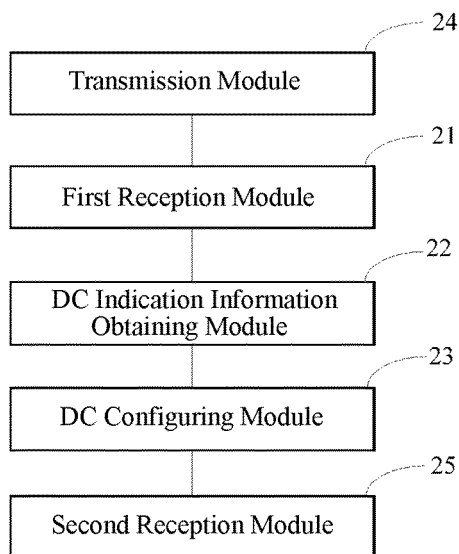 24
Transmission Module
21
First Reception Module
22
DC Indication Information
Obtaining Module
23
DC Configuring Module
25
Second Reception Module